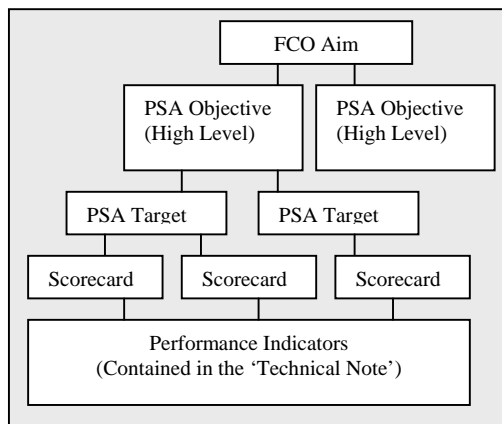 FCO Aim
PSA Objective
(High Level)
PSA Objective
(High Level)
PSA Target
PSA Target
Scorecard
Scorecard
Scorecard
Performance Indicators
(Contained in the ‘Technical Note’)